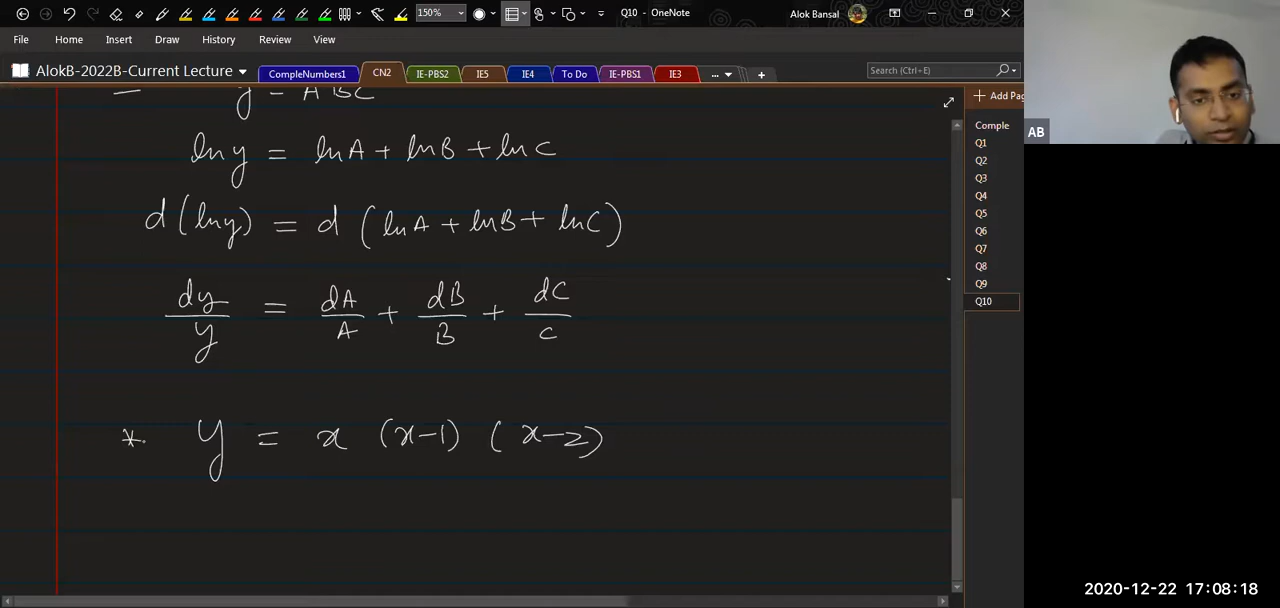 150% Q10 - OneNote Alok Bansal
File Home Insert Draw History Review View
AlokB-2022B-Current Lecture CompleNumbers1 CN2 IE-PBS2 IE5 IE4 To Do IE-PBS1 IE3 ... + Search (Ctrl+E)
+ Add Pag
y = ABC
AB
Comple
Q1
ln y = ln A + ln B + ln C
Q2
Q3
Q4
d(ln y) = d (ln A + ln B + ln C)
Q5
Q6
Q7
Q8
Q9
dy/y = dA/A + dB/B + dC/C
Q10
* y = x (x-1) (x-2)
2020-12-22 17:08:18